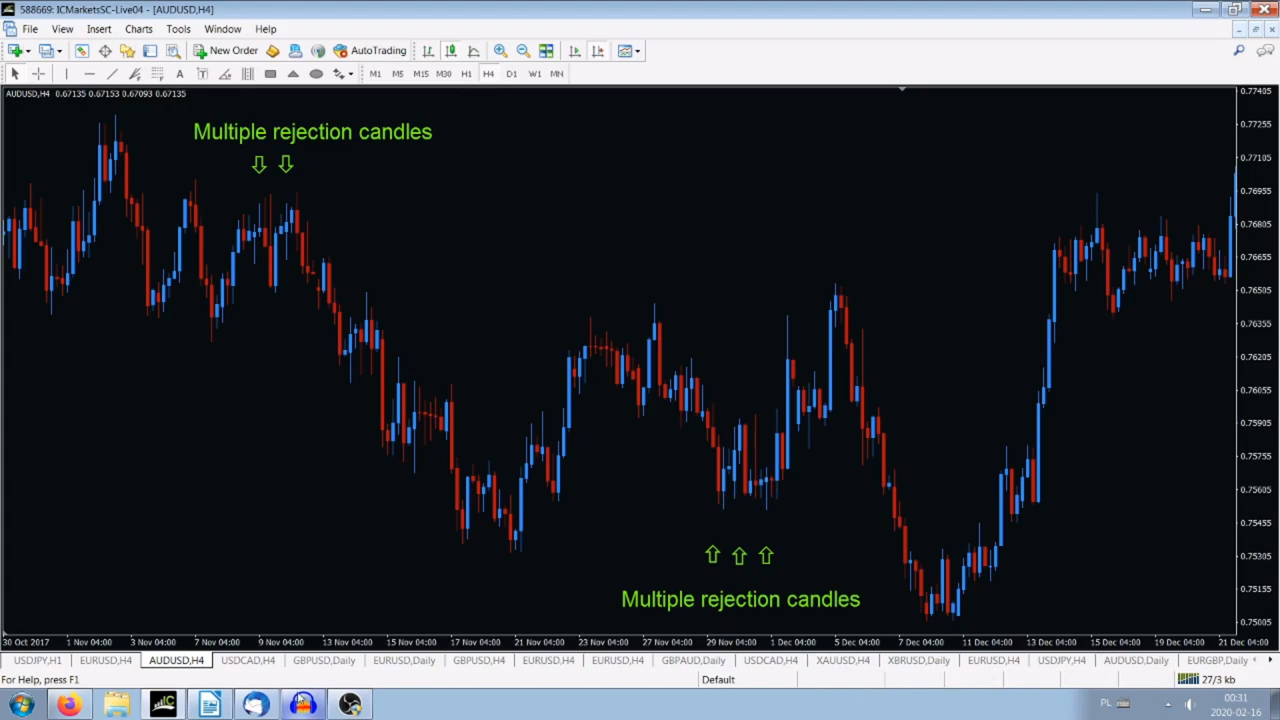 588669: ICMarketsSC-Live04 - [AUDUSD,H4]
File View Insert Charts Tools Window Help
New Order AutoTrading
A T M1 M5 M15 M30 H1 H4 D1 W1 MN
AUDUSD,H4 0.67135 0.67153 0.67093 0.67135
Multiple rejection candles
Multiple rejection candles
0.77405
0.77255
0.77105
0.76955
0.76805
0.76655
0.76505
0.76355
0.76205
0.76055
0.75905
0.75755
0.75605
0.75455
0.75305
0.75155
0.75005
30 Oct 2017 1 Nov 04:00 3 Nov 04:00 7 Nov 04:00 9 Nov 04:00 13 Nov 04:00 15 Nov 04:00 17 Nov 04:00 21 Nov 04:00 23 Nov 04:00 27 Nov 04:00 29 Nov 04:00 1 Dec 04:00 5 Dec 04:00 7 Dec 04:00 11 Dec 04:00 13 Dec 04:00 15 Dec 04:00 19 Dec 04:00 21 Dec 04:00
USDJPY,H1 EURUSD,H4 AUDUSD,H4 USDCAD,H4 GBPUSD,Daily EURUSD,Daily GBPUSD,H4 EURUSD,H4 EURUSD,H4 GBPAUD,Daily USDCAD,H4 XAUUSD,H4 XBRUSD,Daily EURUSD,H4 USDJPY,H4 AUDUSD,Daily EURGBP,Daily
For Help, press F1 Default 27/3 kb
IC PL 00:31
2020-02-16